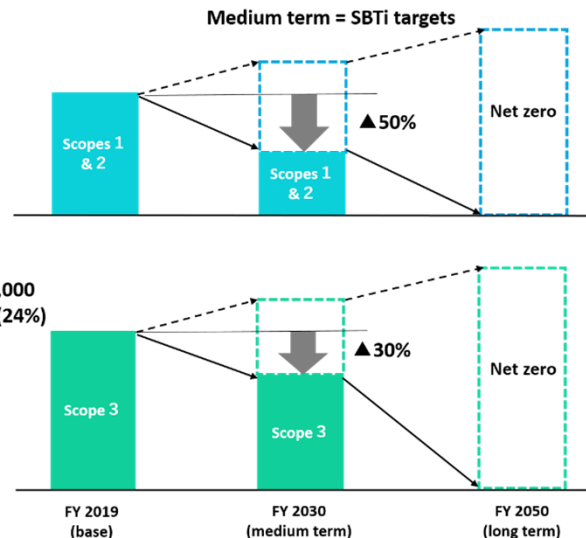 Medium term = SBTi targets
Scopes 1
& 2
▲50%
Scopes 1
& 2
Net zero
,000
(24%)
Scope 3
▲30%
Scope 3
Net zero
FY 2019
(base)
FY 2030
(medium term)
FY 2050
(long term)